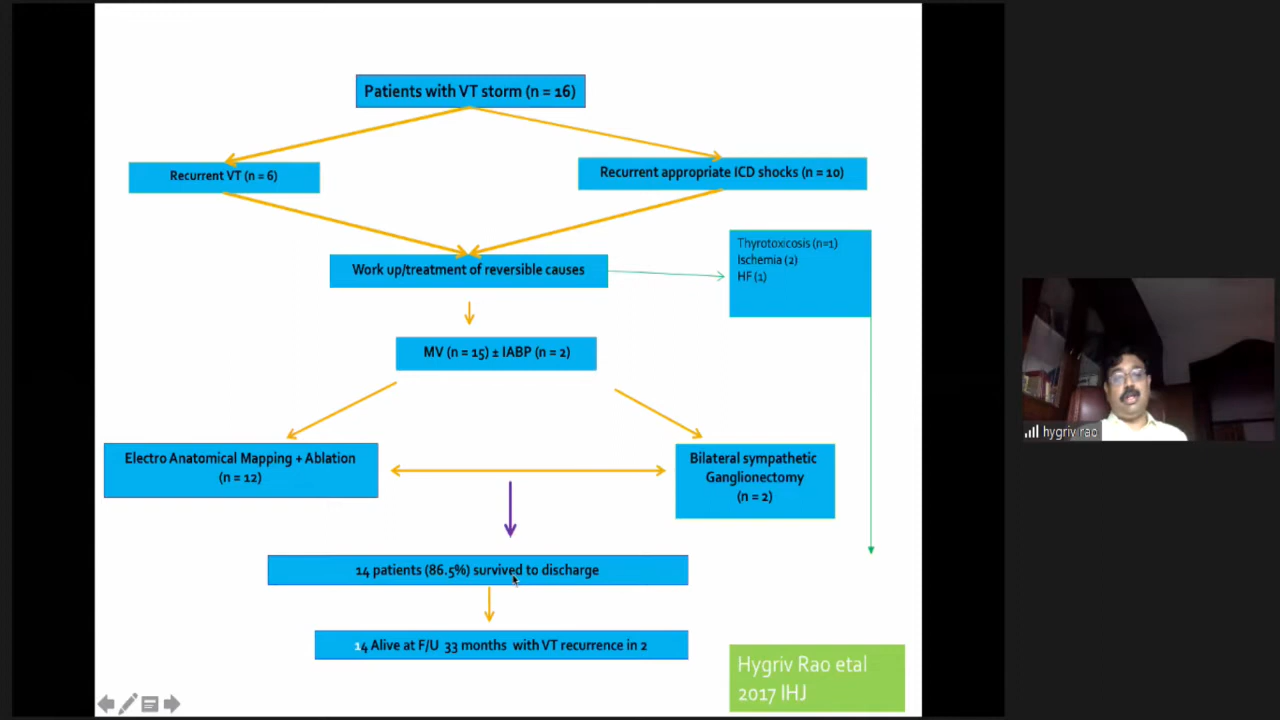 Patients with VT storm (n = 16)
Recurrent VT (n = 6)
Recurrent appropriate ICD shocks (n = 10)
Work up/treatment of reversible causes
Thyrotoxicosis (n=1)
Ischemia (2)
HF (1)
MV (n = 15) ± IABP (n = 2)
Electro Anatomical Mapping + Ablation
(n = 12)
Bilateral sympathetic
Ganglionectomy
(n = 2)
14 patients (86.5%) survived to discharge
14 Alive at F/U 33 months with VT recurrence in 2
Hygriv Rao etal
2017 IHJ
hygriv rao